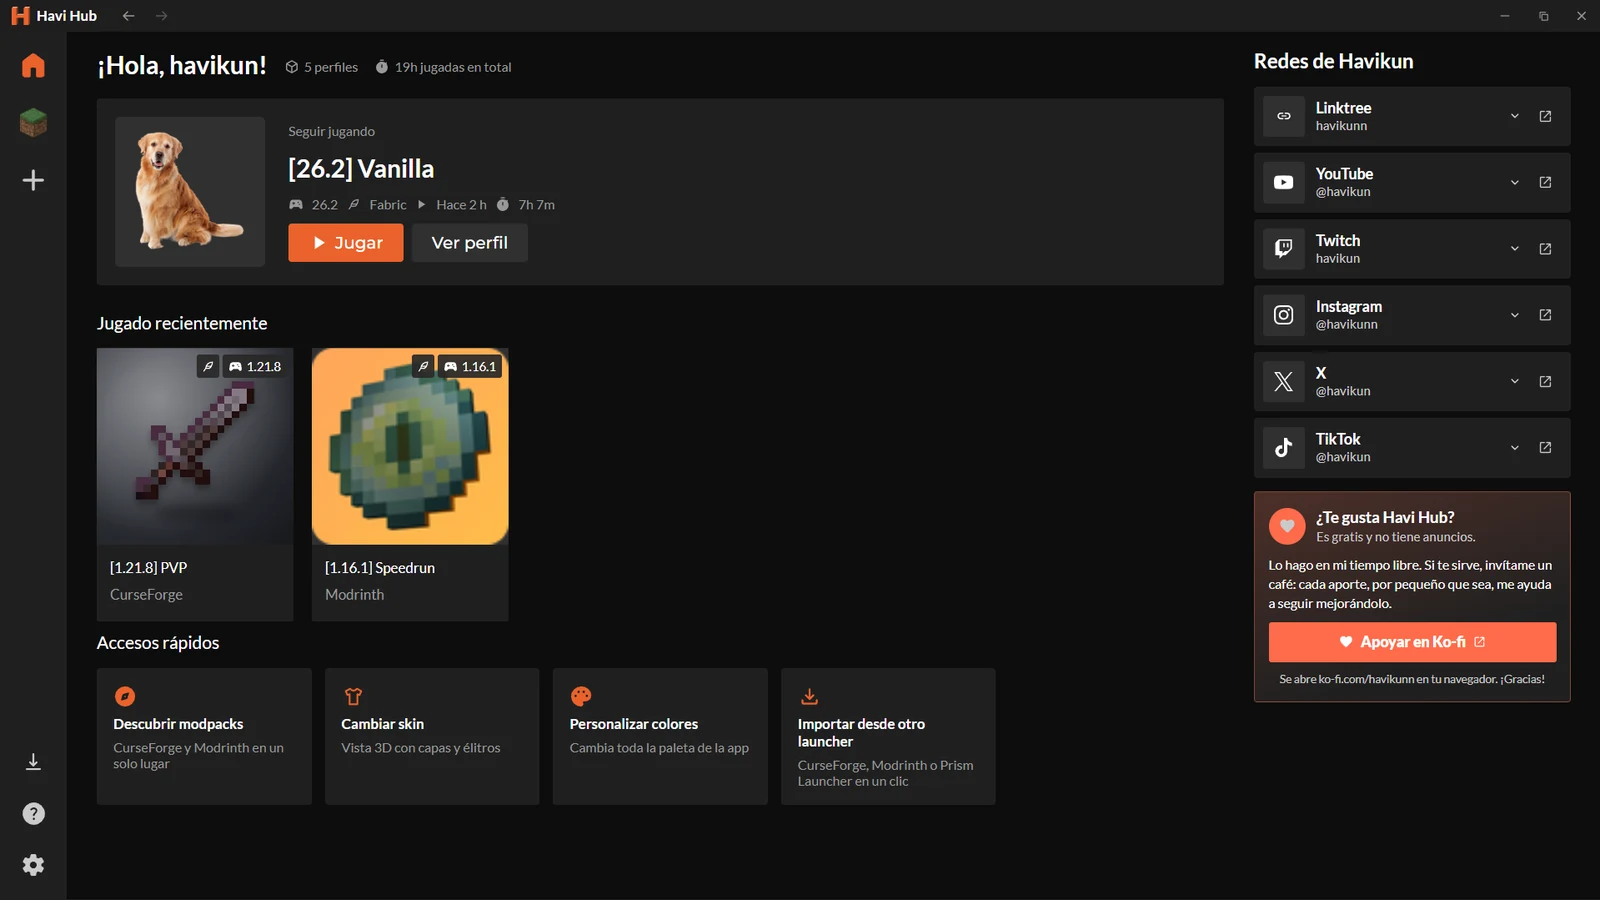 Havi Hub
¡Hola, havikun!
5 perfiles
19h jugadas en total
Seguir jugando
[26.2] Vanilla
26.2
Fabric
Hace 2 h
7h 7m
Jugar
Ver perfil
Jugado recientemente
1.21.8
[1.21.8] PVP
CurseForge
1.16.1
[1.16.1] Speedrun
Modrinth
Accesos rápidos
Descubrir modpacks
CurseForge y Modrinth en un
solo lugar
Cambiar skin
Vista 3D con capas y élitros
Personalizar colores
Cambia toda la paleta de la app
Importar desde otro
launcher
CurseForge, Modrinth o Prism
Launcher en un clic
Redes de Havikun
Linktree
havikunn
YouTube
@havikun
Twitch
havikun
Instagram
@havikunn
X
@havikun
TikTok
@havikun
¿Te gusta Havi Hub?
Es gratis y no tiene anuncios.
Lo hago en mi tiempo libre. Si te sirve, invítame un
café: cada aporte, por pequeño que sea, me ayuda
a seguir mejorándolo.
Apoyar en Ko-fi
Se abre ko-fi.com/havikunn en tu navegador. ¡Gracias!